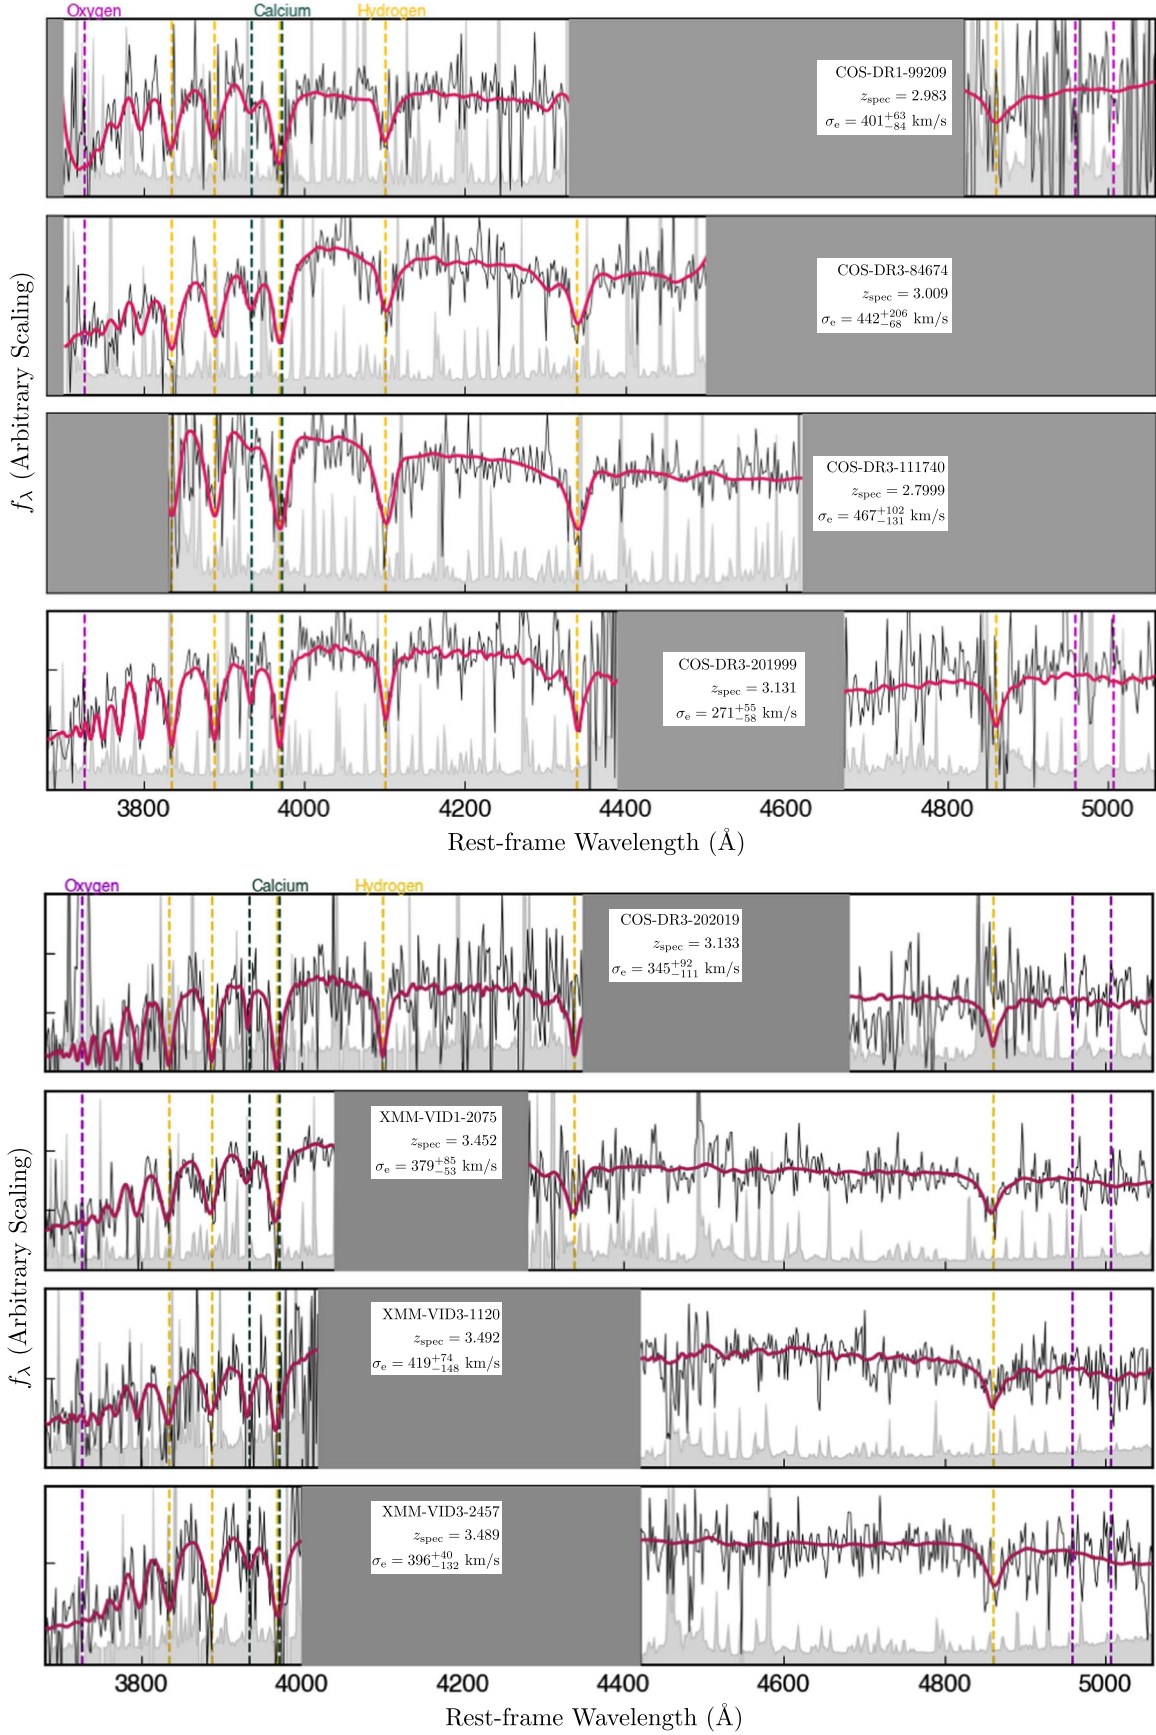 Oxygen Calcium Hydrogen
COS-DR1-99209
z_spec = 2.983
σ_e = 401^{+63}_{-84} km/s
COS-DR3-84674
z_spec = 3.009
σ_e = 442^{+206}_{-68} km/s
COS-DR3-111740
z_spec = 2.7999
σ_e = 467^{+102}_{-131} km/s
COS-DR3-201999
z_spec = 3.131
σ_e = 271^{+55}_{-58} km/s
f_λ (Arbitrary Scaling)
3800 4000 4200 4400 4600 4800 5000
Rest-frame Wavelength (Å)
Oxygen Calcium Hydrogen
COS-DR3-202019
z_spec = 3.133
σ_e = 345^{+92}_{-111} km/s
XMM-VID1-2075
z_spec = 3.452
σ_e = 379^{+85}_{-53} km/s
XMM-VID3-1120
z_spec = 3.492
σ_e = 419^{+74}_{-148} km/s
XMM-VID3-2457
z_spec = 3.489
σ_e = 396^{+40}_{-132} km/s
f_λ (Arbitrary Scaling)
3800 4000 4200 4400 4600 4800 5000
Rest-frame Wavelength (Å)